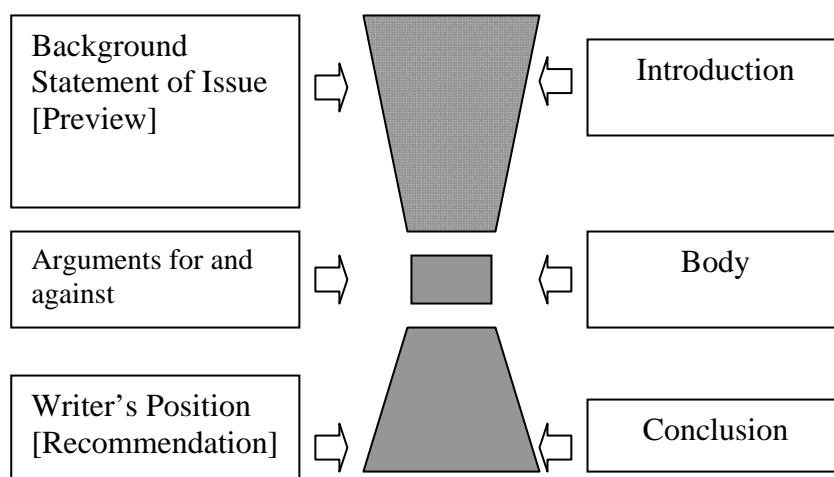 Background
Statement of Issue
[Preview]
Introduction
Arguments for and
against
Body
Writer’s Position
[Recommendation]
Conclusion